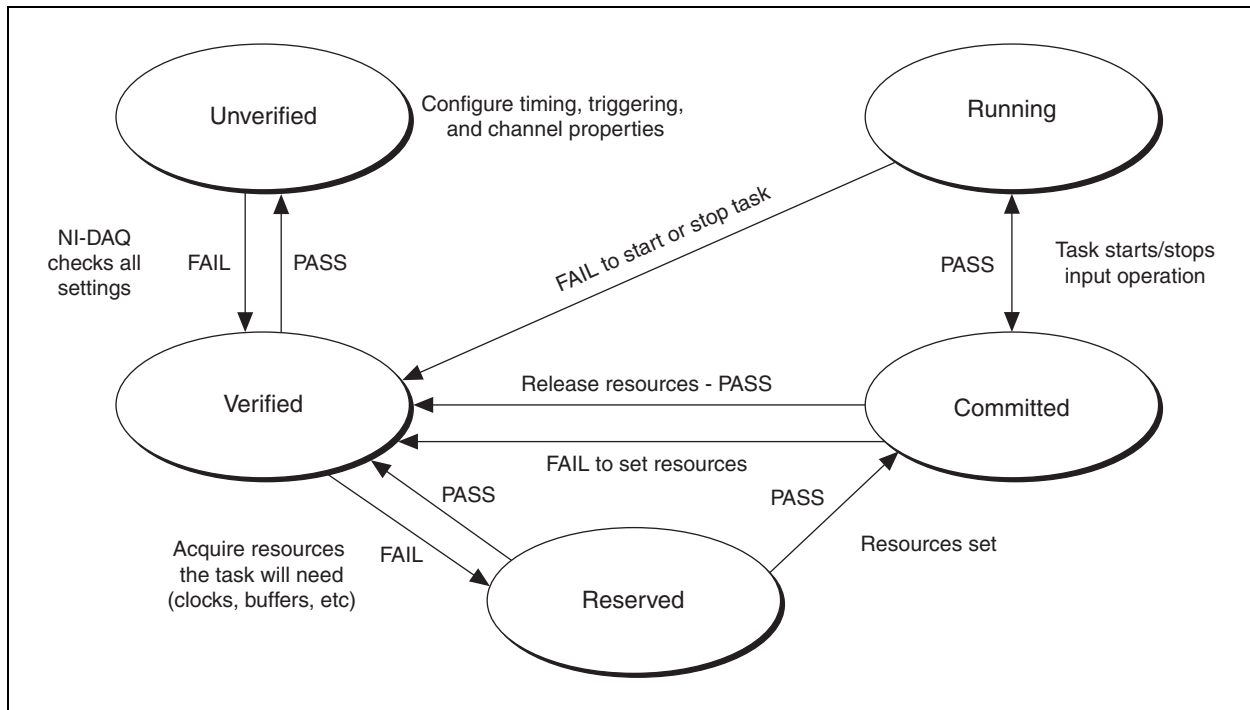 Unverified
Configure timing, triggering,
and channel properties
Running
NI-DAQ
checks all
settings
FAIL
PASS
FAIL to start or stop task
PASS
Task starts/stops
input operation
Verified
Release resources - PASS
Committed
FAIL to set resources
PASS
PASS
Acquire resources
the task will need
(clocks, buffers, etc)
FAIL
Resources set
Reserved